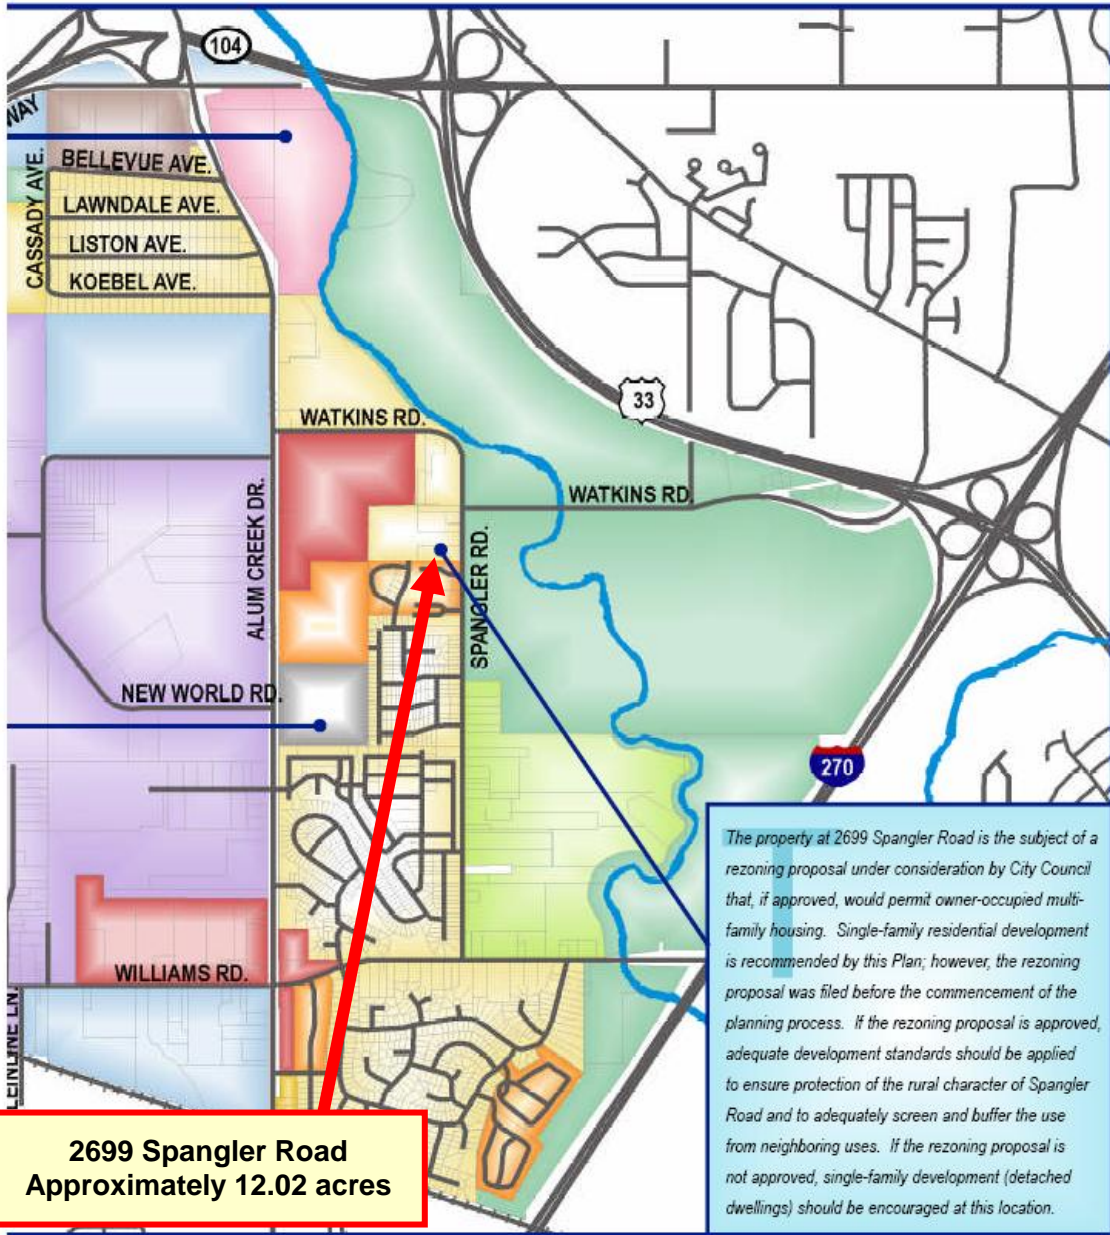 104
WAY
BELLEVUE AVE.
CASSADY AVE.
LAWNDALE AVE.
LISTON AVE.
KOEBEL AVE.
33
WATKINS RD.
WATKINS RD.
ALUM CREEK DR.
SPANGLER RD.
NEW WORLD RD.
270
WILLIAMS RD.
LEINLINE LN.
The property at 2699 Spangler Road is the subject of a
rezoning proposal under consideration by City Council
that, if approved, would permit owner-occupied multi-
family housing. Single-family residential development
is recommended by this Plan; however, the rezoning
proposal was filed before the commencement of the
planning process. If the rezoning proposal is approved,
adequate development standards should be applied
to ensure protection of the rural character of Spangler
Road and to adequately screen and buffer the use
from neighboring uses. If the rezoning proposal is
not approved, single-family development (detached
dwellings) should be encouraged at this location.
2699 Spangler Road
Approximately 12.02 acres